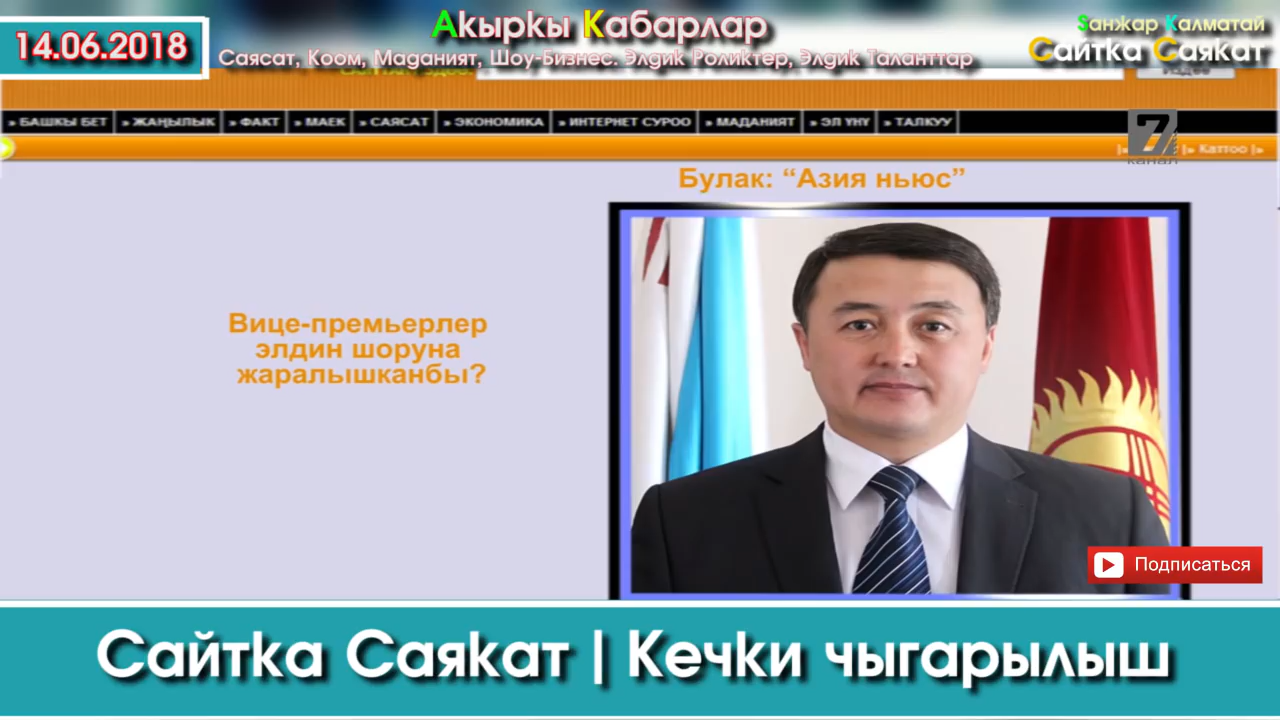 14.06.2018
Акыркы Кабарлар
Саясат, Коом, Маданият, Шоу-Бизнес. Элдик Роликтер, Элдик Таланттар
Sанжар Калматай
Сайтка Саякат
» БАШКЫ БЕТ » ЖАҢЫЛЫК » ФАКТ » МАЕК » САЯСАТ » ЭКОНОМИКА » ИНТЕРНЕТ СУРОО » МАДАНИЯТ » ЭЛ ҮНҮ » ТАЛКУУ
7
канал
|» Каттоо |»
Булак: “Азия ньюс”
Вице-премьерлер
элдин шоруна
жаралышканбы?
Подписаться
Сайтка Саякат | Кечки чыгарылыш